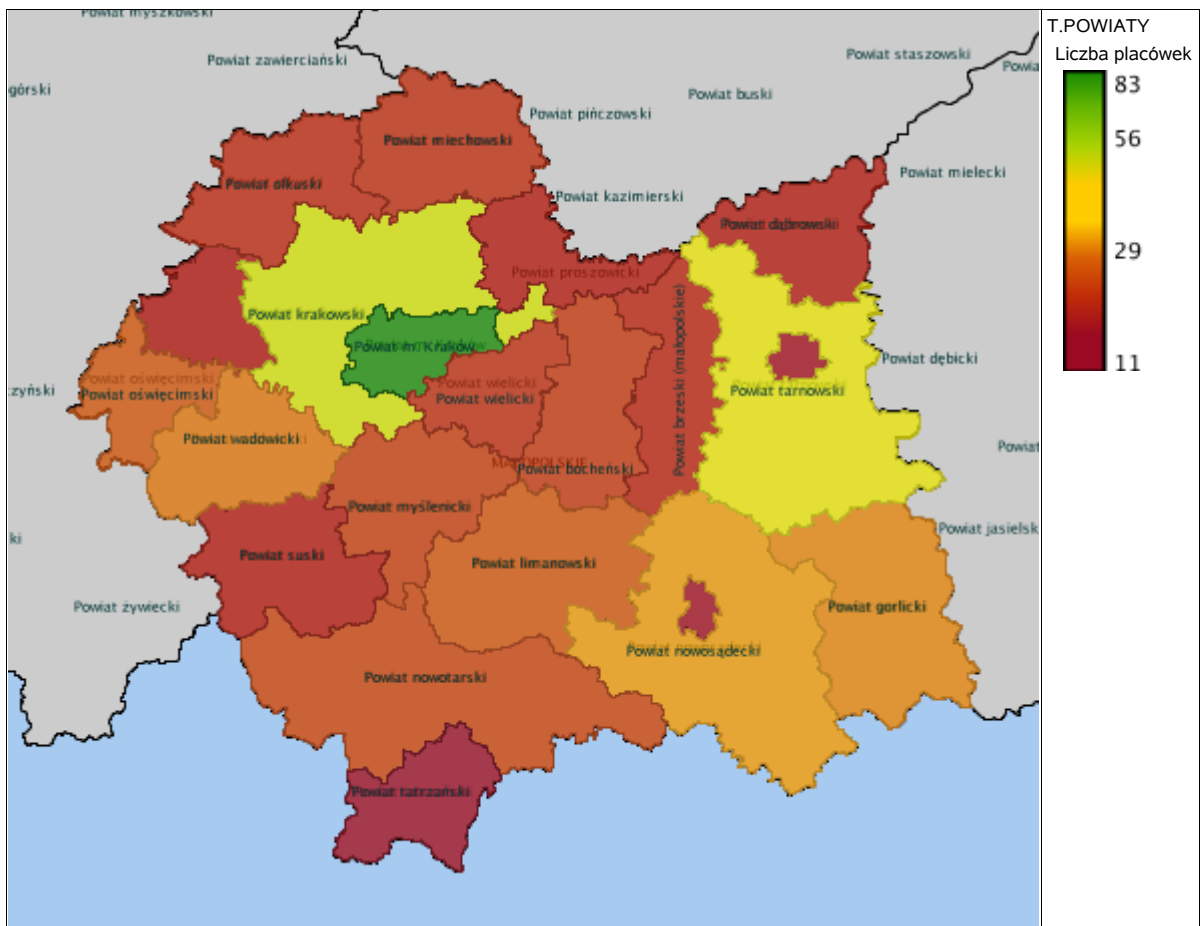 Powiat myszkowski
T.POWIATY
Liczba placówek
83
56
29
11
Powiat zawierciański
Powiat staszowski
Powia
górski
Powiat buski
Powiat pińczowski
Powiat miechowski
Powiat mielecki
Powiat olkuski
Powiat kazimierski
Powiat dąbrowski
Powiat proszowicki
Powiat krakowski
Powiat m. Kraków
Powiat brzeski (małopolskie)
Powiat dębicki
Powiat oświęcimski
Powiat oświęcimski
czyński
Powiat wielicki
Powiat wielicki
Powiat tarnowski
Powiat wadowicki
Powiat
MAŁOPOLSKIE
Powiat bocheński
Powiat myślenicki
Powiat jasielsk
ki
Powiat suski
Powiat limanowski
Powiat żywiecki
Powiat gorlicki
Powiat nowosądecki
Powiat nowotarski
Powiat tatrzański